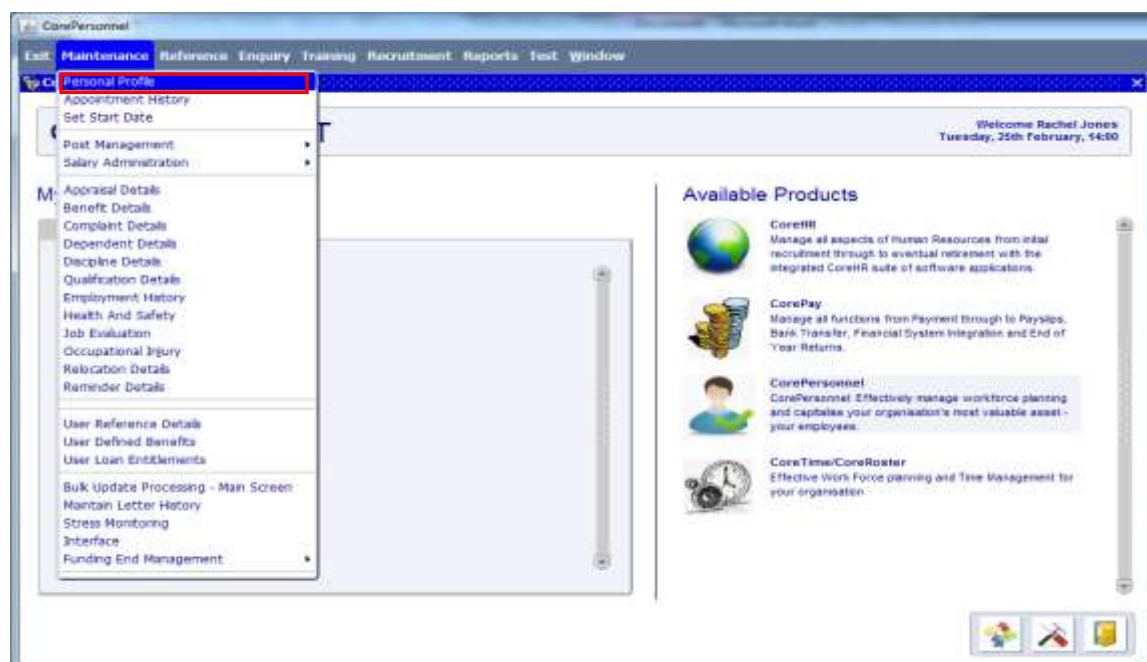 CorePersonnel
Exit Maintenance Reference Enquiry Training Recruitment Reports Test Window
Personal Profile
Appointment History
Set Start Date
Post Management
Salary Administration
Appraisal Details
Benefit Details
Complaint Details
Dependent Details
Discipline Details
Qualification Details
Employment History
Health And Safety
Job Evaluation
Occupational Injury
Relocation Details
Reminder Details
User Reference Details
User Defined Benefits
User Loan Entitlements
Bulk Update Processing - Main Screen
Maintain Letter History
Stress Monitoring
Interface
Funding End Management
T
Welcome Rachel Jones
Tuesday, 25th February, 14:00
My
Available Products
CoreHR
Manage all aspects of Human Resources from initial
recruitment through to eventual retirement with the
integrated CoreHR suite of software applications.
CorePay
Manage all functions from Payment through to Payslips,
Bank Transfer, Financial System Integration and End of
Year Returns.
CorePersonnel
CorePersonnel: Effectively manage workforce planning
and capitalise your organisation's most valuable asset -
your employees.
CoreTime/CoreRoster
Effective Work Force planning and Time Management for
your organisation